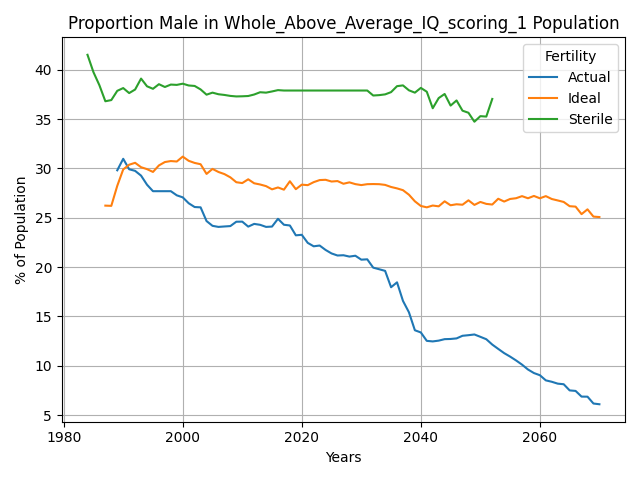 Proportion Male in Whole_Above_Average_IQ_scoring_1 Population
Fertility
Actual
Ideal
Sterile
% of Population
40
35
30
25
20
15
10
5
1980
2000
2020
2040
2060
Years